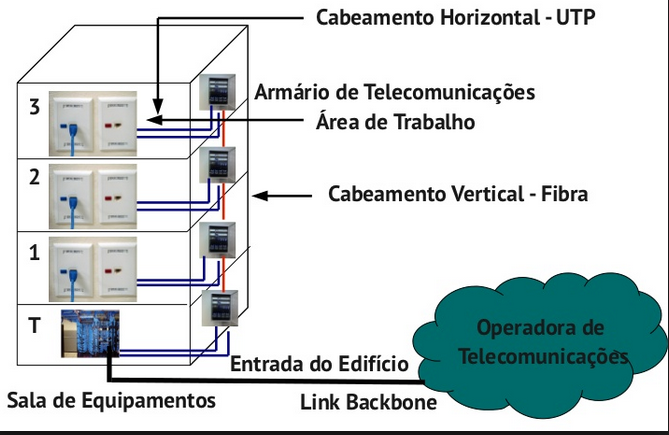 Cabeamento Horizontal - UTP
Armário de Telecomunicações
3
Área de Trabalho
2
Cabeamento Vertical - Fibra
1
T
Operadora de
Telecomunicações
Entrada do Edifício
Sala de Equipamentos
Link Backbone